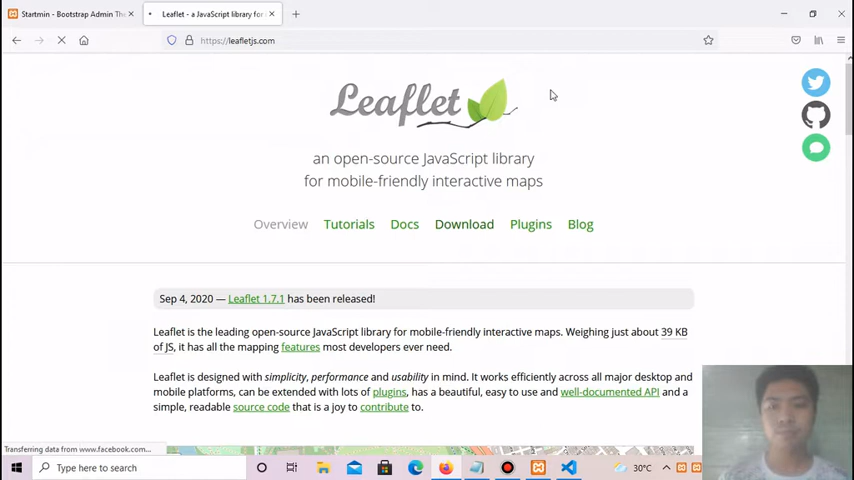 Startmin - Bootstrap Admin The
Leaflet - a JavaScript library for
https://leafletjs.com
Leaflet
an open-source JavaScript library
for mobile-friendly interactive maps
Overview Tutorials Docs Download Plugins Blog
Sep 4, 2020 — Leaflet 1.7.1 has been released!
Leaflet is the leading open-source JavaScript library for mobile-friendly interactive maps. Weighing just about 39 KB
of JS, it has all the mapping features most developers ever need.
Leaflet is designed with simplicity, performance and usability in mind. It works efficiently across all major desktop and
mobile platforms, can be extended with lots of plugins, has a beautiful, easy to use and well-documented API and a
simple, readable source code that is a joy to contribute to.
Transferring data from www.facebook.com...
Type here to search
30°C